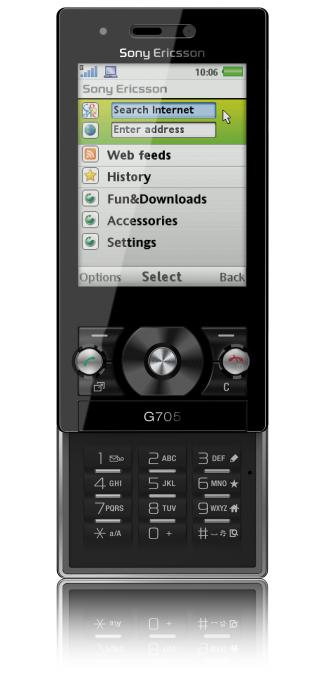 Sony Ericsson
10:06
Sony Ericsson
Search Internet
Enter address
Web feeds
History
Fun&Downloads
Accessories
Settings
Options Select Back
C
G705
1 2 ABC 3 DEF
4 GHI 5 JKL 6 MNO
7 PQRS 8 TUV 9 WXYZ
* a/A 0 + #